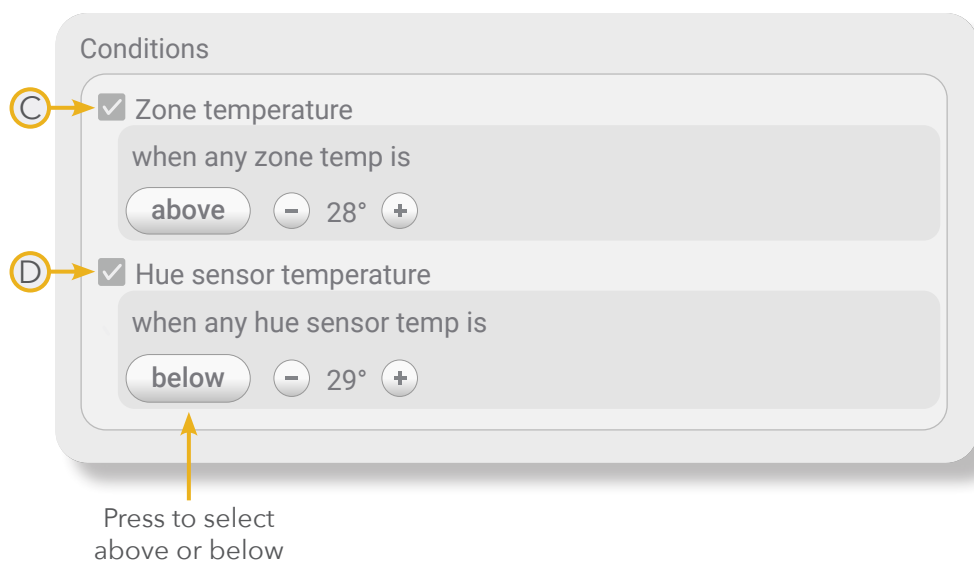 Conditions
C
Zone temperature
when any zone temp is
above - 28° +
D
Hue sensor temperature
when any hue sensor temp is
below - 29° +
Press to select
above or below